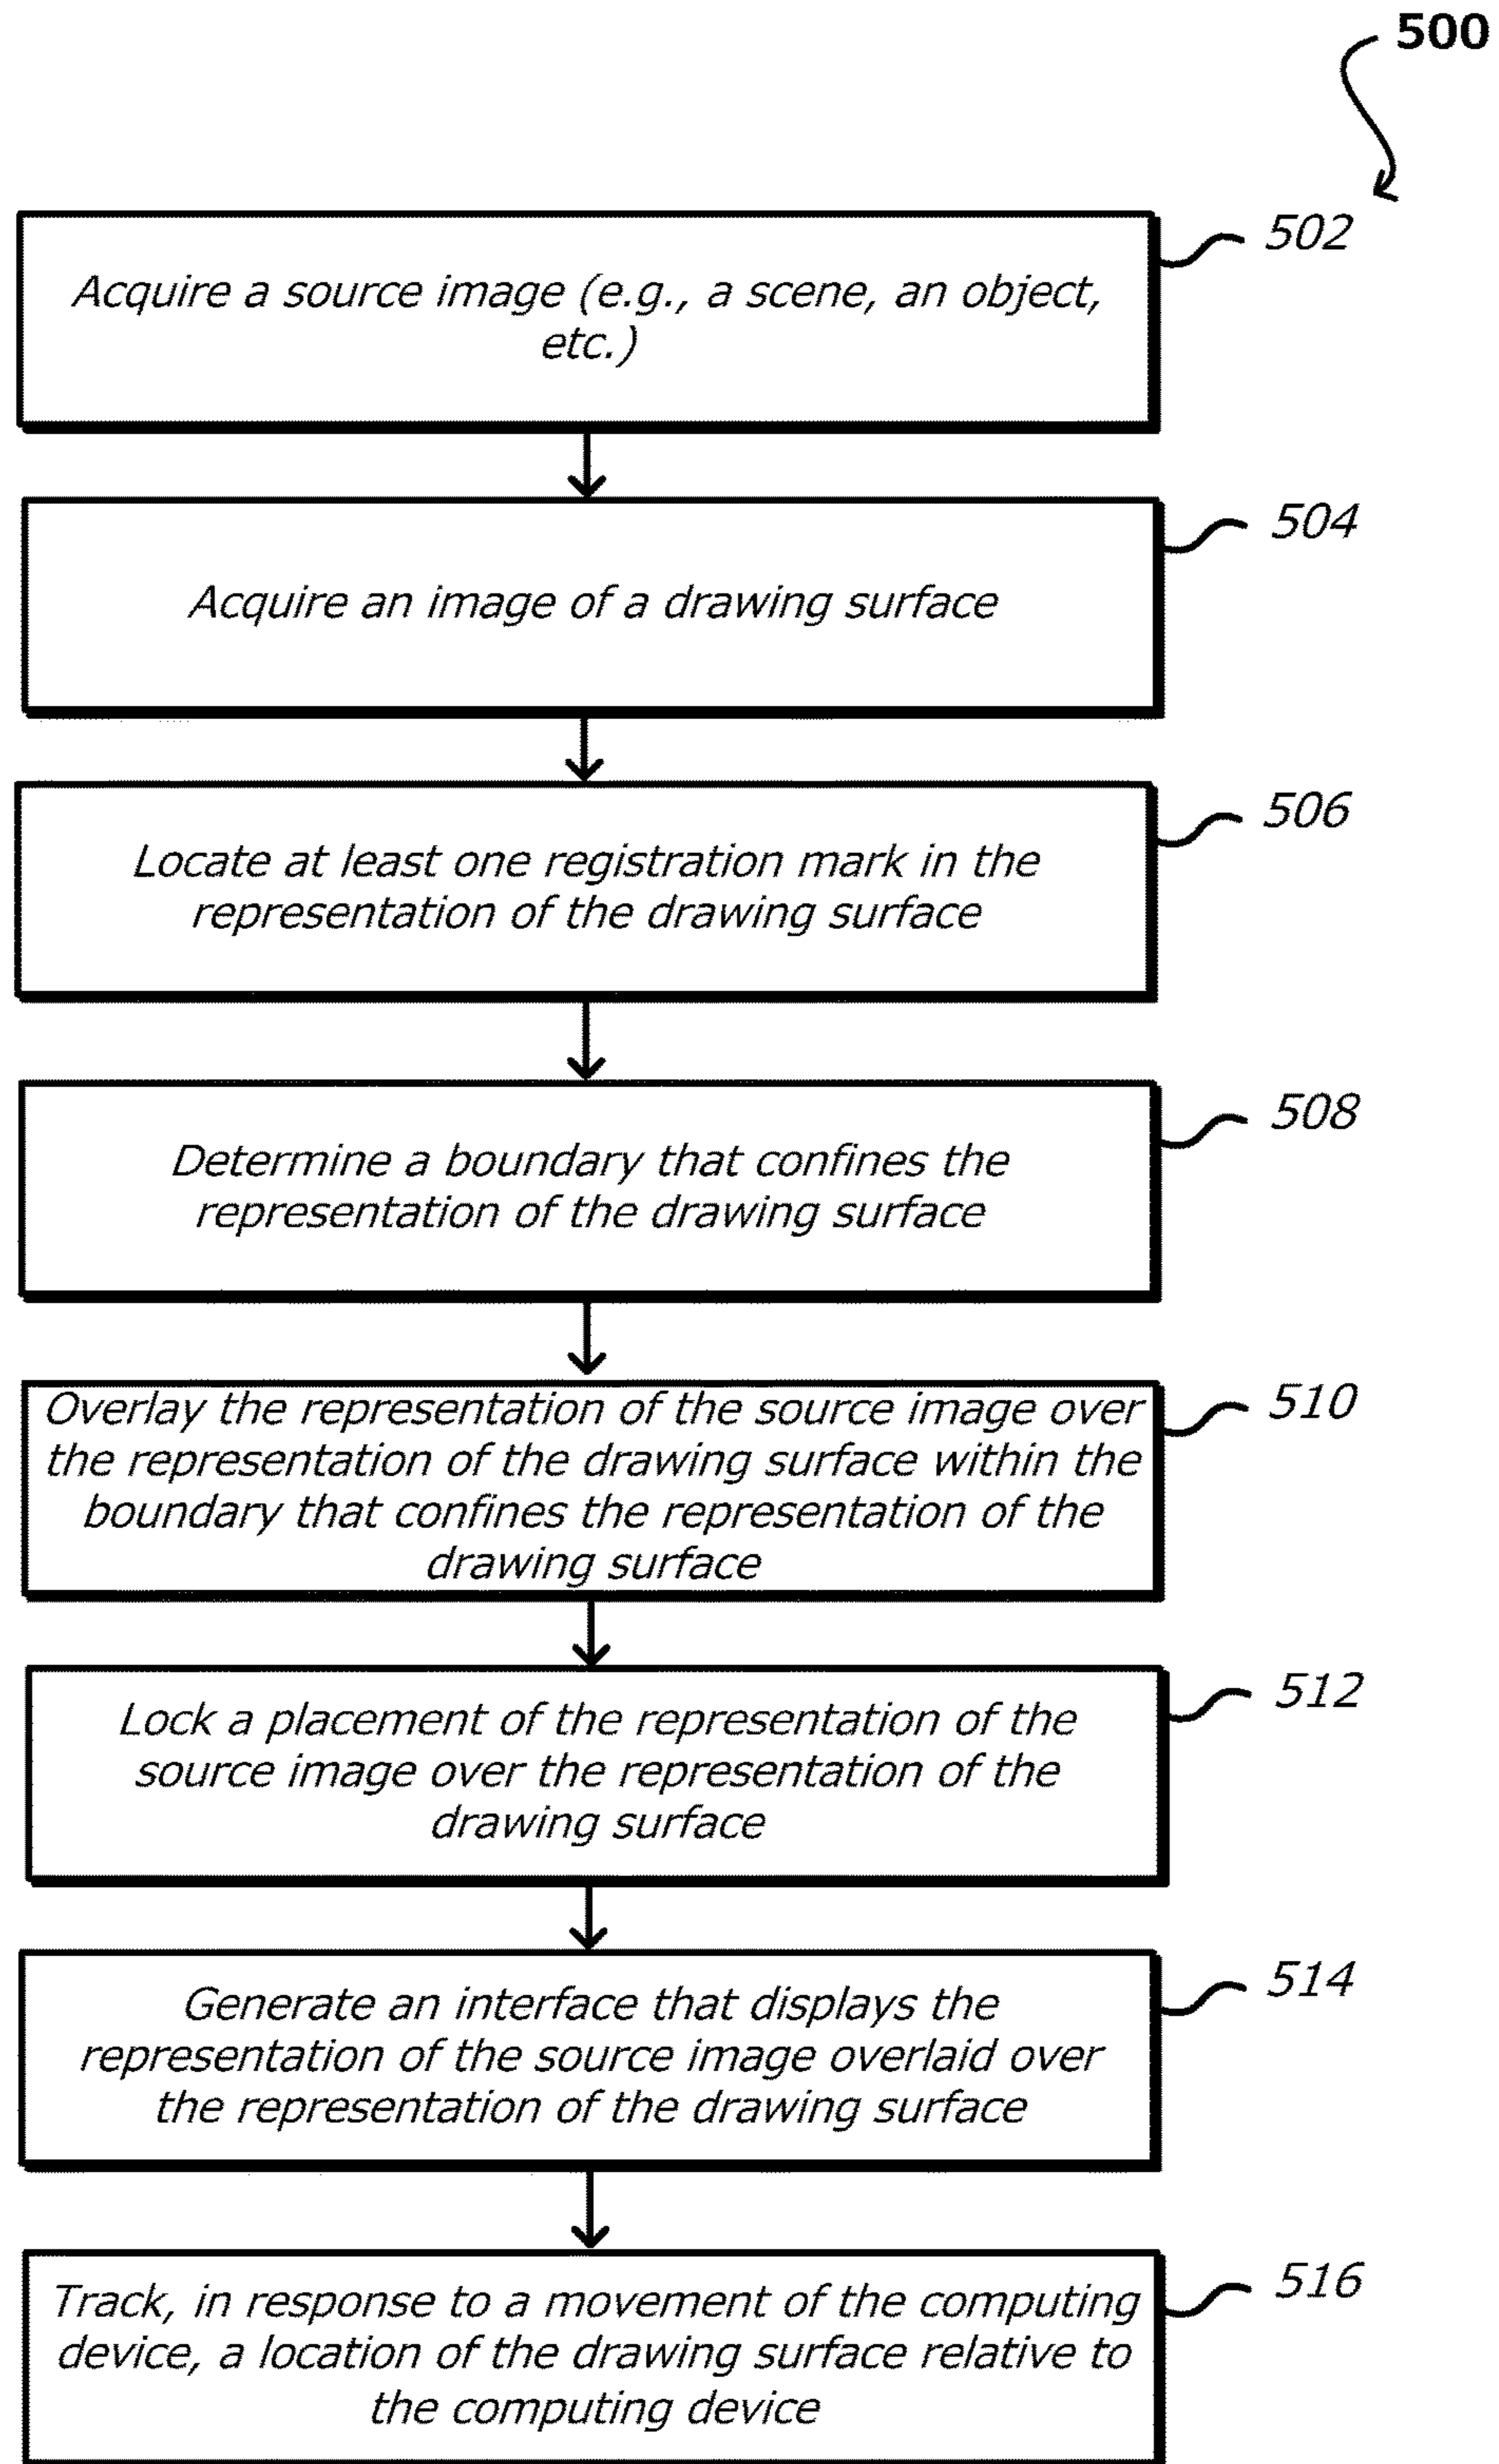 500
502
Acquire a source image (e.g., a scene, an object,
etc.)
504
Acquire an image of a drawing surface
506
Locate at least one registration mark in the
representation of the drawing surface
508
Determine a boundary that confines the
representation of the drawing surface
510
Overlay the representation of the source image over
the representation of the drawing surface within the
boundary that confines the representation of the
drawing surface
512
Lock a placement of the representation of the
source image over the representation of the
drawing surface
514
Generate an interface that displays the
representation of the source image overlaid over
the representation of the drawing surface
516
Track, in response to a movement of the computing
device, a location of the drawing surface relative to
the computing device